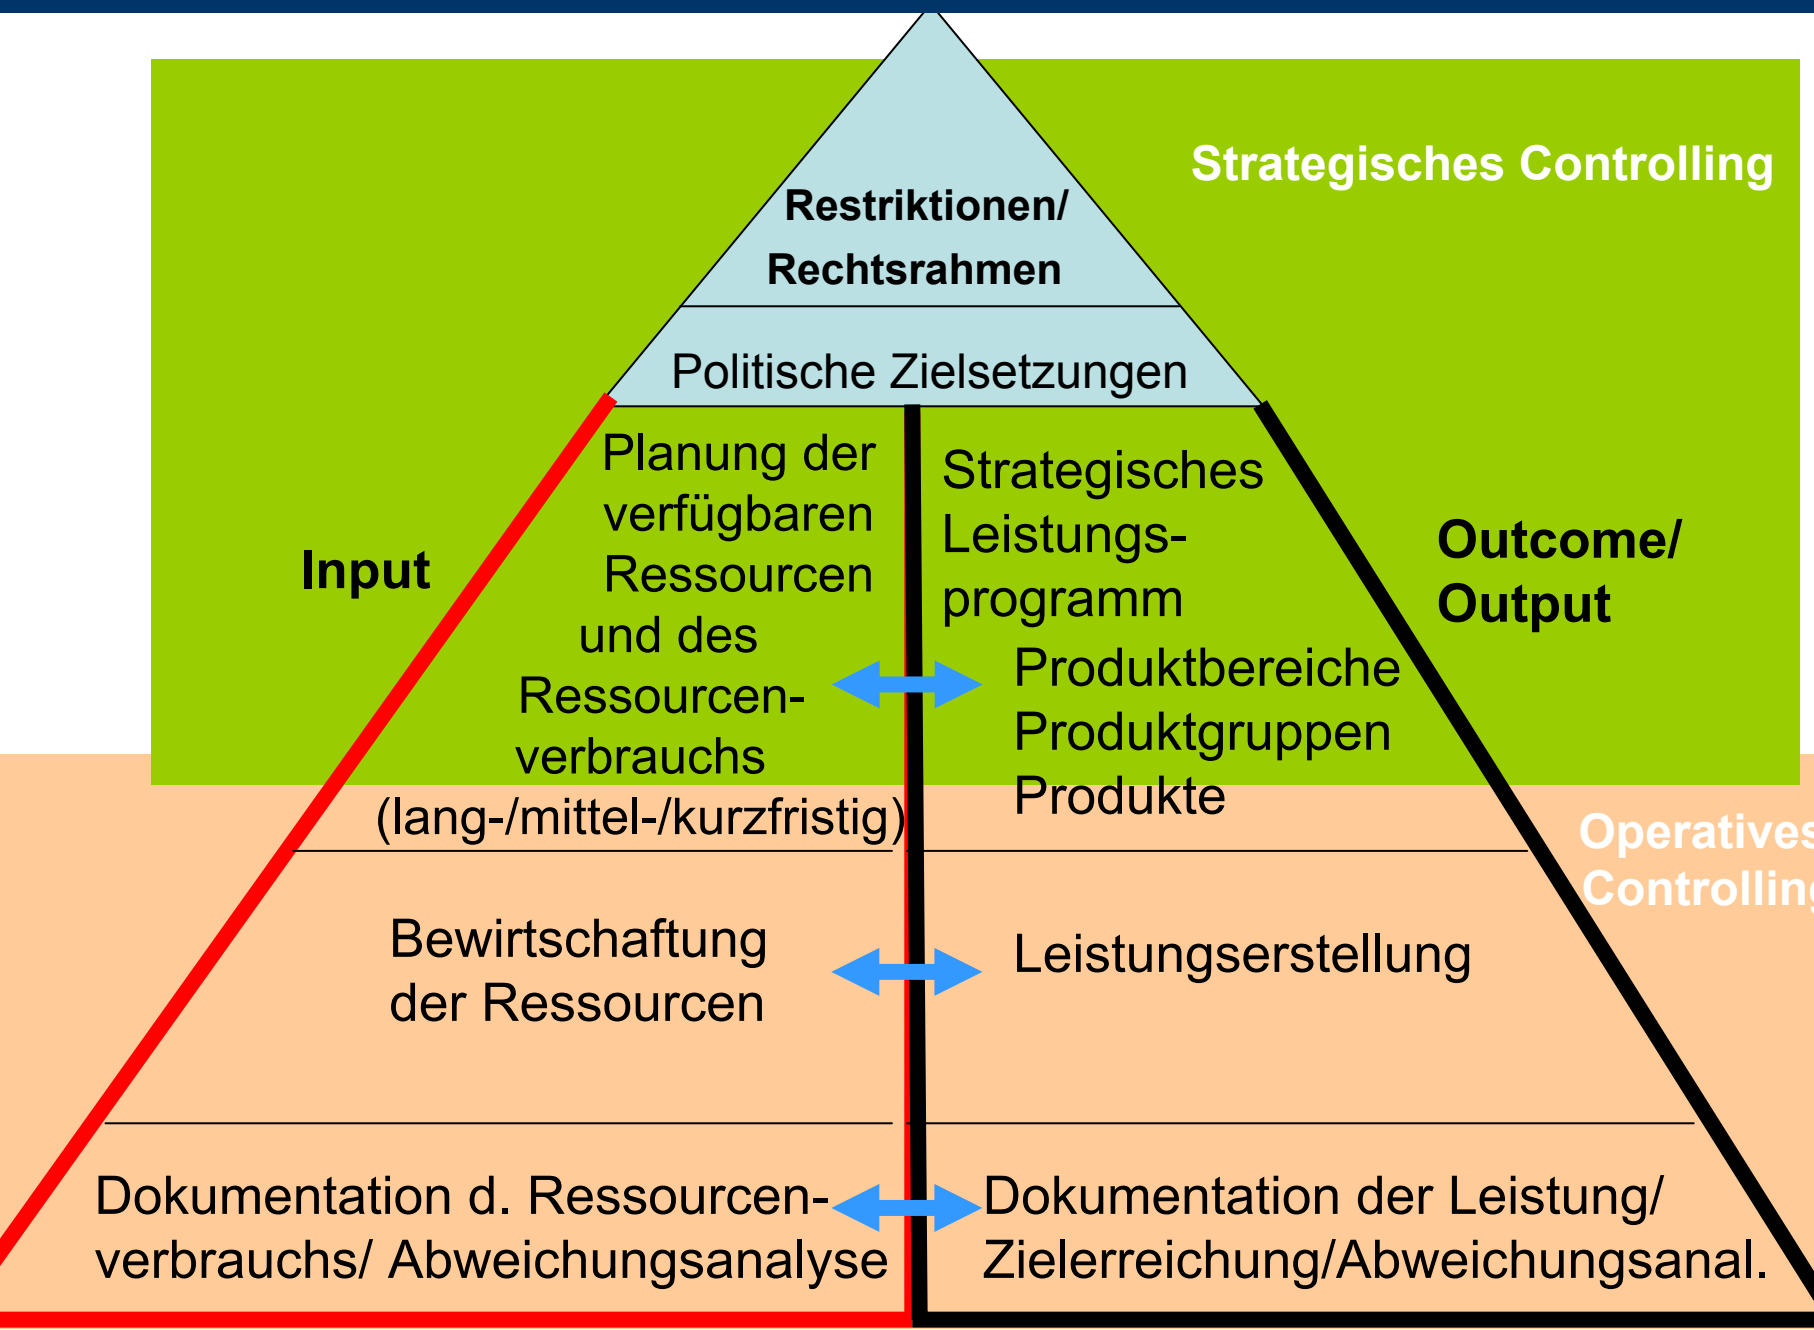 Strategisches Controlling
Restriktionen/
Rechtsrahmen
Politische Zielsetzungen
Input
Planung der
verfügbaren
Ressourcen
und des
Ressourcen-
verbrauchs
(lang-/mittel-/kurzfristig)
Strategisches
Leistungs-
programm
Produktbereiche
Produktgruppen
Produkte
Outcome/
Output
Operatives
Controlling
Bewirtschaftung
der Ressourcen
Leistungserstellung
Dokumentation d. Ressourcen-
verbrauchs/ Abweichungsanalyse
Dokumentation der Leistung/
Zielerreichung/Abweichungsanal.